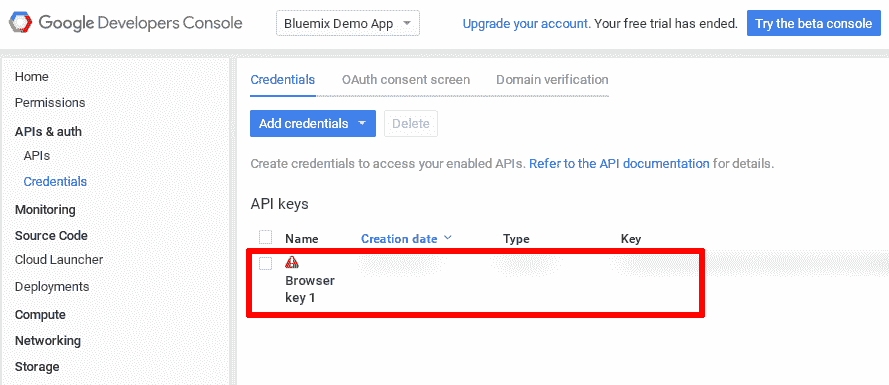 Google Developers Console
Bluemix Demo App
Upgrade your account. Your free trial has ended.
Try the beta console
Home
Permissions
APIs & auth
APIs
Credentials
Monitoring
Source Code
Cloud Launcher
Deployments
Compute
Networking
Storage
Credentials
OAuth consent screen
Domain verification
Add credentials
Delete
Create credentials to access your enabled APIs. Refer to the API documentation for details.
API keys
Name
Creation date
Type
Key
Browser
key 1